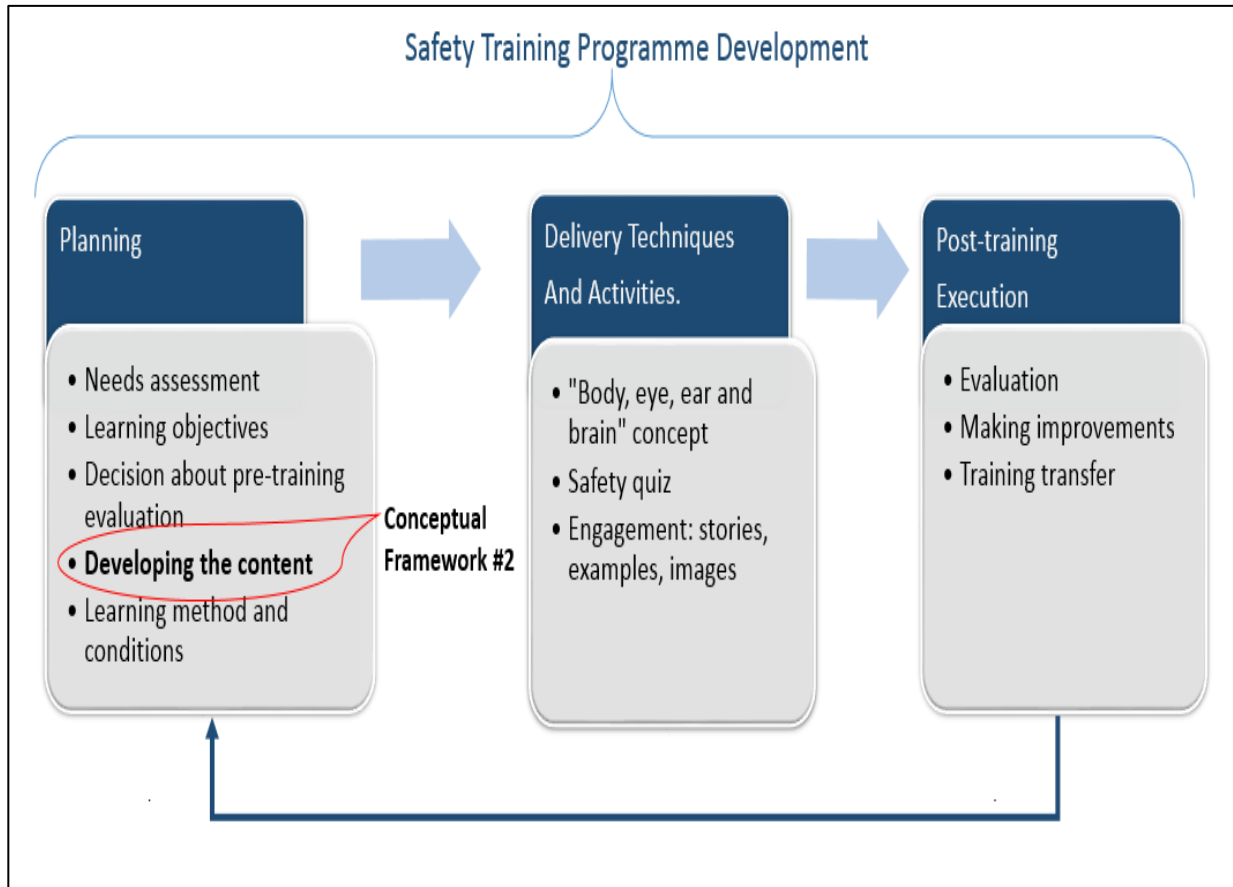 Safety Training Programme Development
Planning
• Needs assessment
• Learning objectives
• Decision about pre-training
evaluation
• Developing the content
• Learning method and
conditions
Conceptual
Framework #2
Delivery Techniques
And Activities.
• "Body, eye, ear and
brain" concept
• Safety quiz
• Engagement: stories,
examples, images
Post-training
Execution
• Evaluation
• Making improvements
• Training transfer